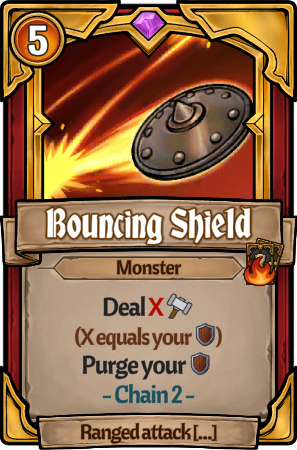 5
Bouncing Shield
Monster
Deal X
(X equals your )
Purge your
- Chain 2 -
Ranged attack [...]